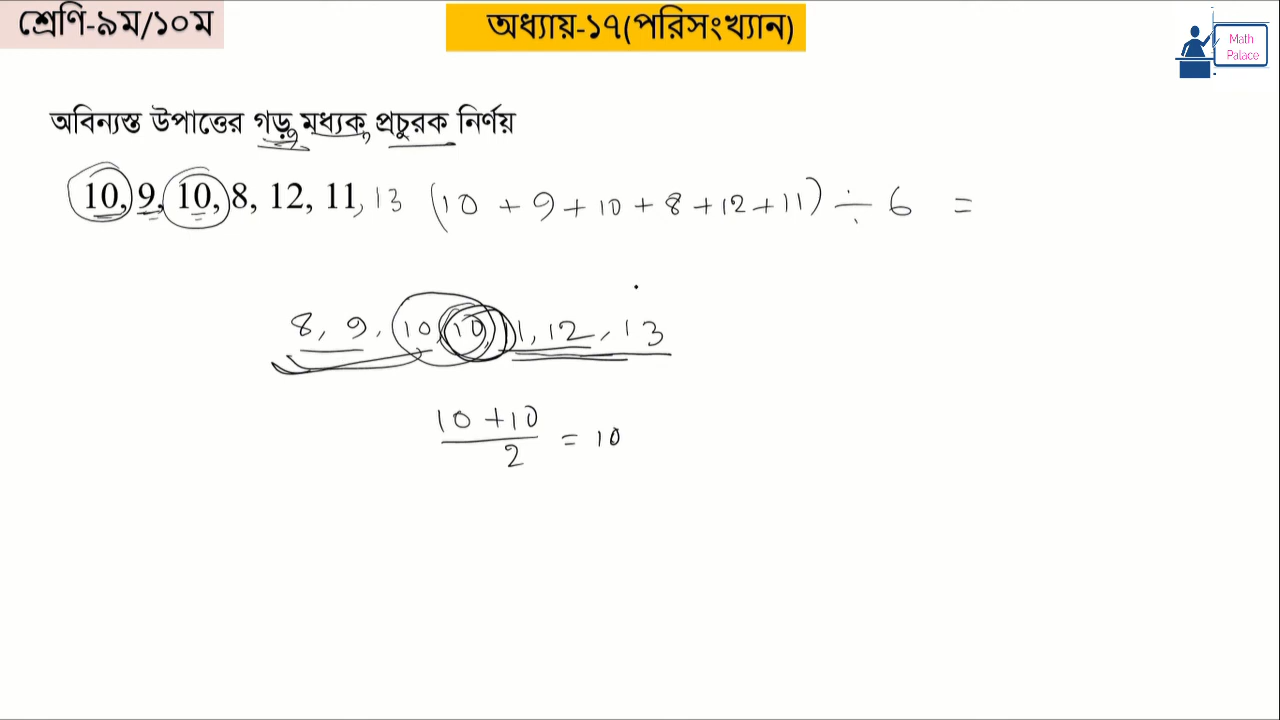 শ্রেণি-৯ম/১০ম
অধ্যায়-১৭(পরিসংখ্যান)
Math
Palace
অবিন্যস্ত উপাত্তের গড়, মধ্যক, প্রচুরক নির্ণয়
10, 9, 10, 8, 12, 11, 13 (10 + 9 + 10 + 8 + 12 + 11) ÷ 6 =
8, 9, 10, 10, 11, 12, 13
10 + 10
2
= 10